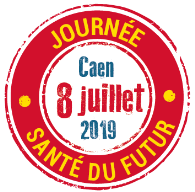 JOURNÉE
Caen
8 juillet
2019
SANTÉ DU FUTUR